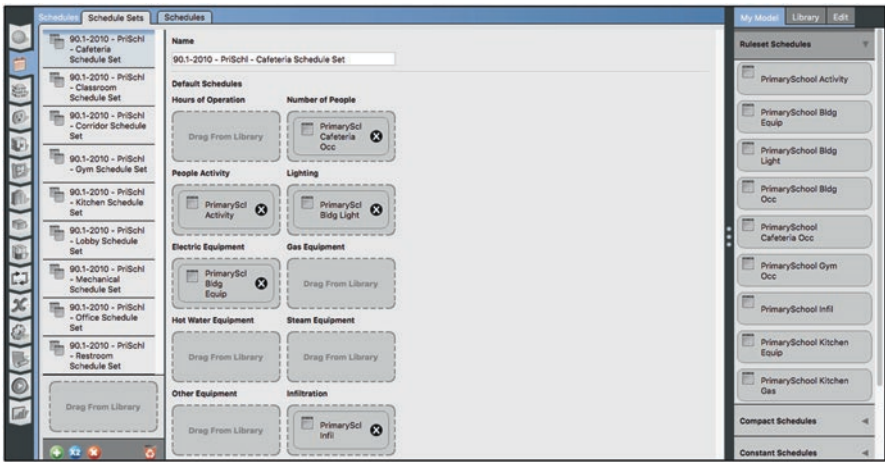 Schedules
Schedule Sets
Schedules
90.1-2010 - PriSchl
- Cafeteria
Schedule Set
90.1-2010 - PriSchl
- Classroom
Schedule Set
90.1-2010 - PriSchl
- Corridor Schedule
Set
90.1-2010 - PriSchl
- Gym Schedule Set
90.1-2010 - PriSchl
- Kitchen Schedule
Set
90.1-2010 - PriSchl
- Lobby Schedule
Set
90.1-2010 - PriSchl
- Mechanical
Schedule Set
90.1-2010 - PriSchl
- Office Schedule
Set
90.1-2010 - PriSchl
- Restroom
Schedule Set
Drag From Library
X2
Name
90.1-2010 - PriSchl - Cafeteria Schedule Set
Default Schedules
Hours of Operation
Number of People
Drag From Library
PrimaryScl
Cafeteria
Occ
People Activity
Lighting
PrimaryScl
Activity
PrimaryScl
Bldg Light
Electric Equipment
Gas Equipment
PrimaryScl
Bldg
Equip
Drag From Library
Hot Water Equipment
Steam Equipment
Drag From Library
Drag From Library
Other Equipment
Infiltration
Drag From Library
PrimaryScl
Infil
My Model
Library
Edit
Ruleset Schedules
PrimarySchool Activity
PrimarySchool Bldg
Equip
PrimarySchool Bldg
Light
PrimarySchool Bldg
Occ
PrimarySchool
Cafeteria Occ
PrimarySchool Gym
Occ
PrimarySchool Infil
PrimarySchool Kitchen
Equip
PrimarySchool Kitchen
Gas
Compact Schedules
Constant Schedules